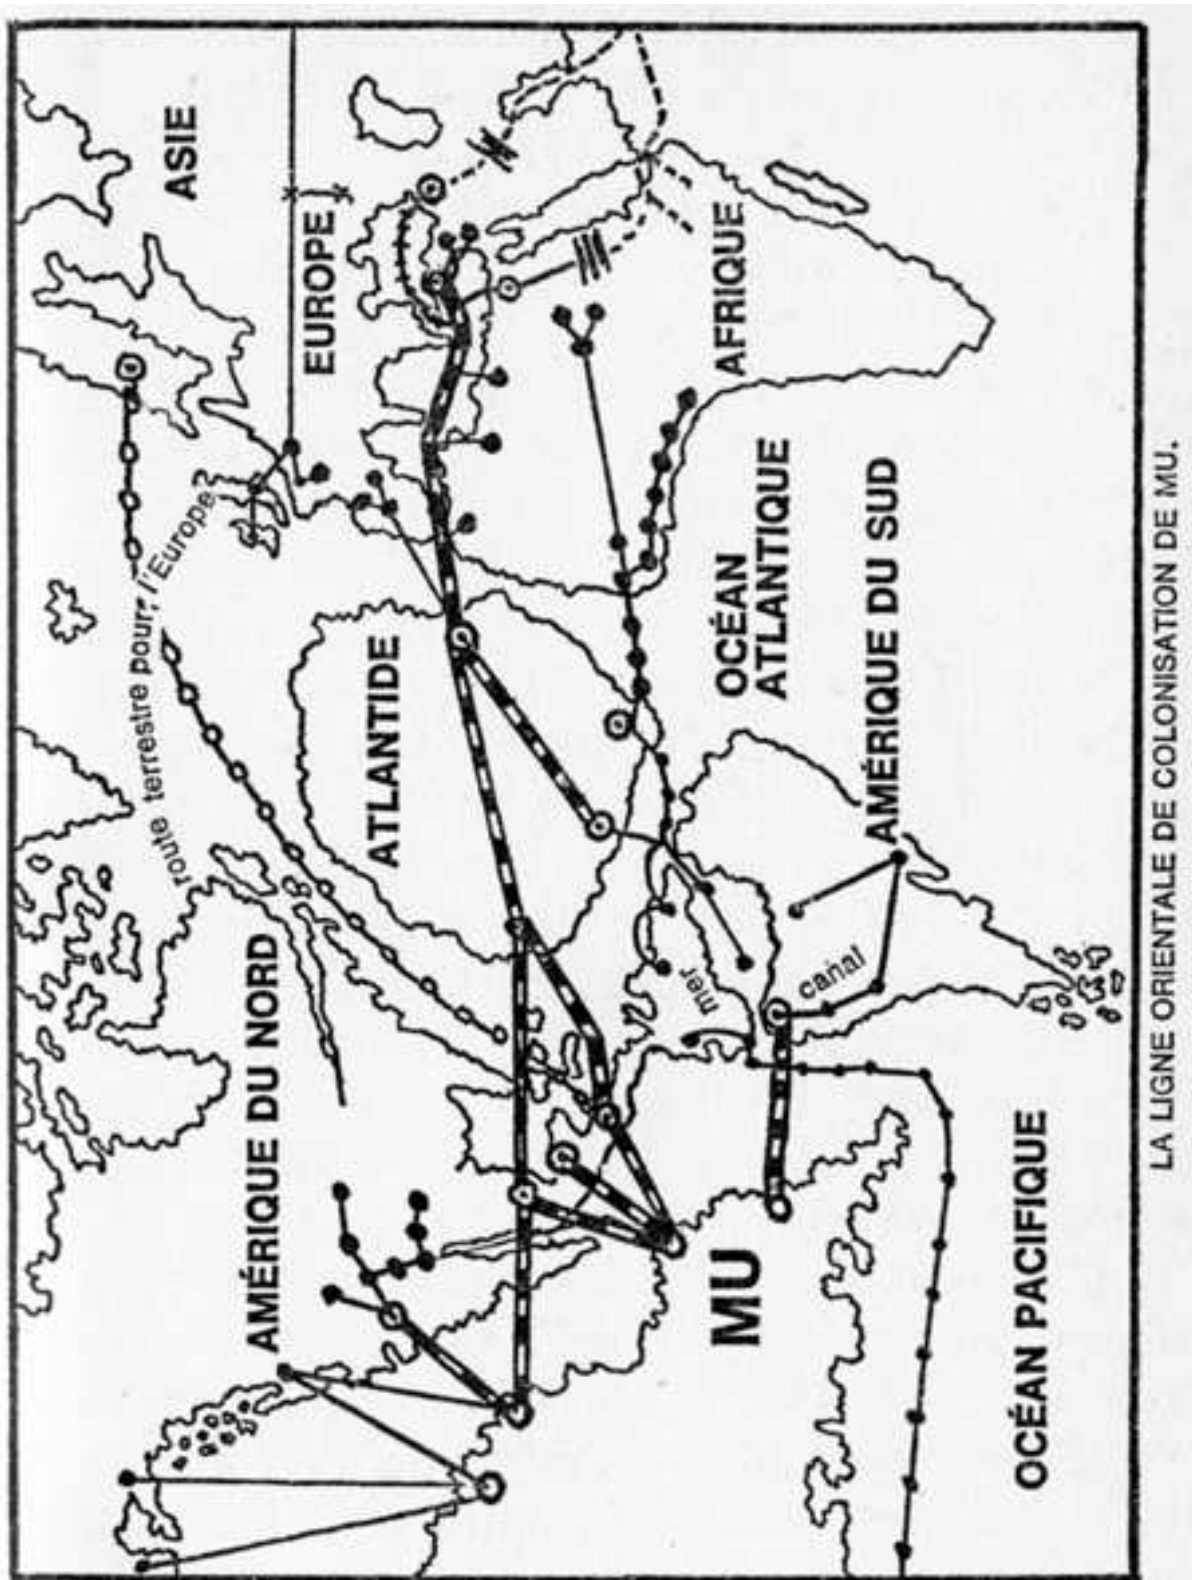 ASIE
EUROPE
AFRIQUE
route terrestre pour l'Europe
ATLANTIDE
OCÉAN
ATLANTIQUE
AMÉRIQUE DU SUD
AMÉRIQUE DU NORD
mer
canal
MU
OCÉAN PACIFIQUE
LA LIGNE ORIENTALE DE COLONISATION DE MU.